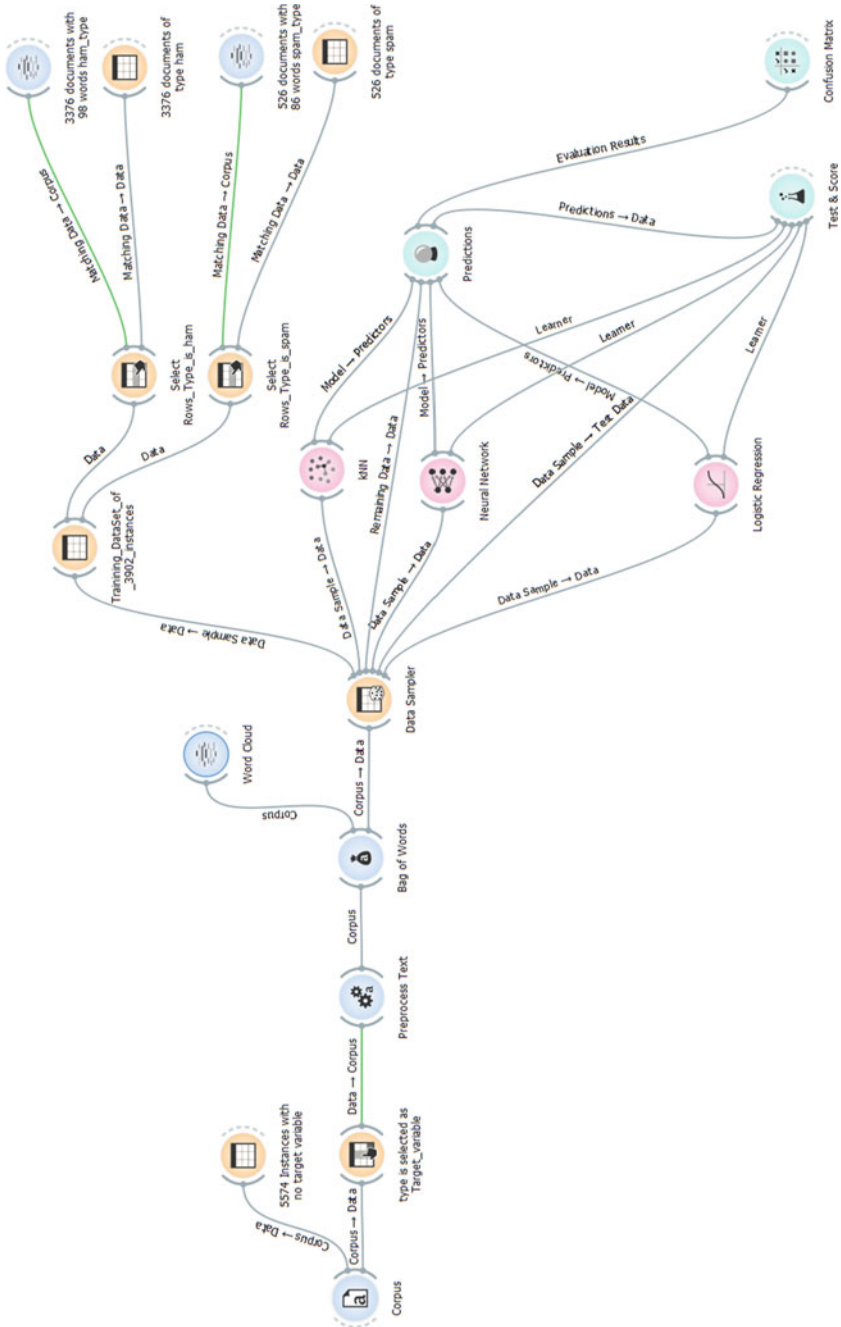 3376 documents with
98 words ham_type
3376 documents of
type ham
526 documents with
86 words spam_type
526 documents of
type spam
Confusion Matrix
Matching Data → Corpus
Matching Data → Data
Matching Data → Corpus
Matching Data → Data
Evaluation Results
Predictions → Data
Test & Score
Predictions
Select
Rows_Type_is_ham
Select
Rows_Type_is_spam
Data
Data
Model → Predictors
Model → Predictors
Model → Predictors
Learner
Learner
Learner
Trainining_DataSet_of
_3902_instances
kNN
Remaining Data → Data
Neural Network
Data Sample → Test Data
Logistic Regression
Data Sample → Data
Data Sample → Data
Data Sample → Data
Data Sample → Data
Data Sampler
Word Cloud
Corpus
Corpus → Data
Bag of Words
Corpus
Preprocess Text
Data → Corpus
5574 Instances with
no target variable
type is selected as
Target_variable
Corpus → Data
Corpus → Data
Corpus